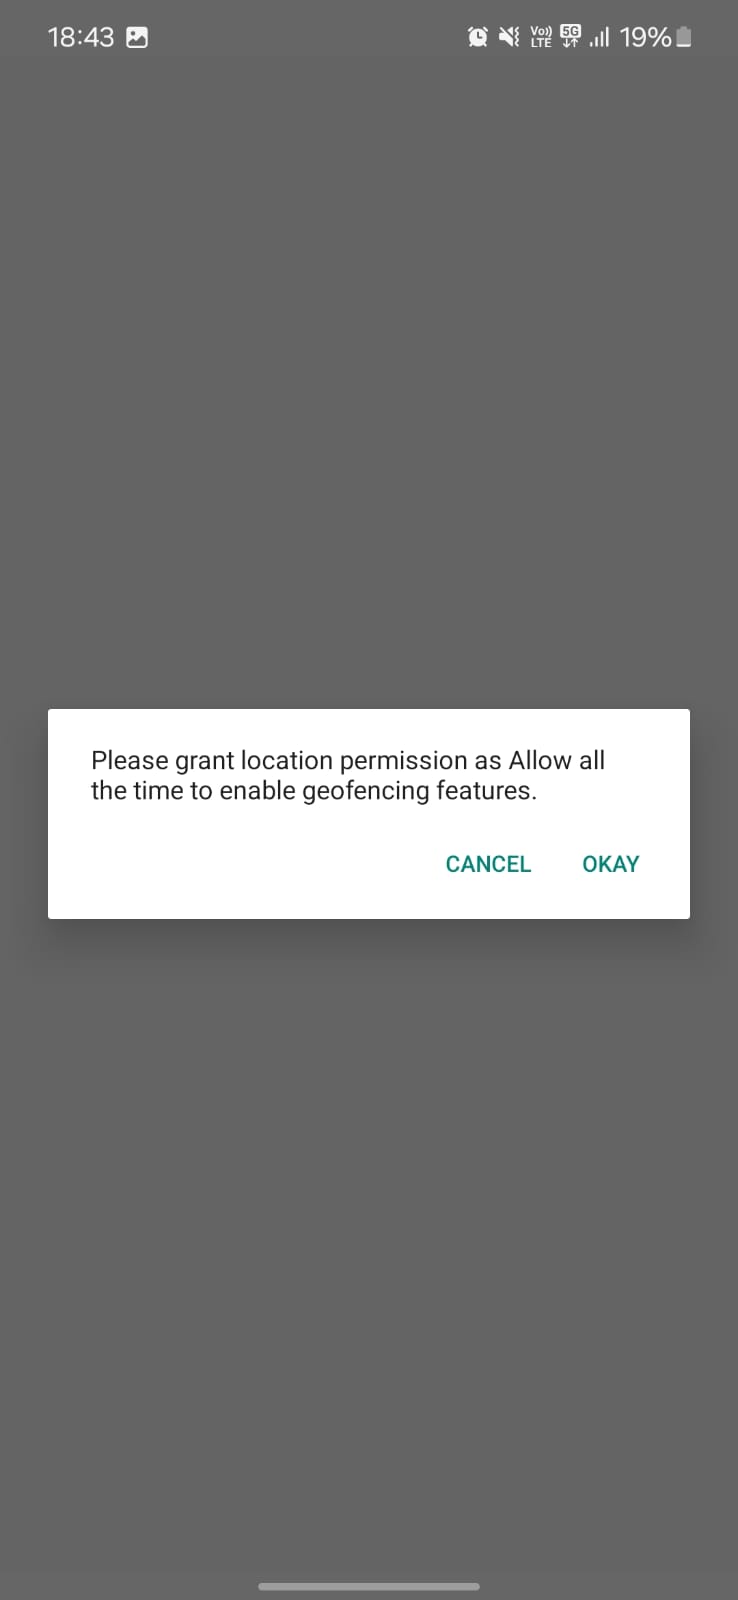 18:43
Vo)) LTE 5G 19%
Please grant location permission as Allow all
the time to enable geofencing features.
CANCEL OKAY